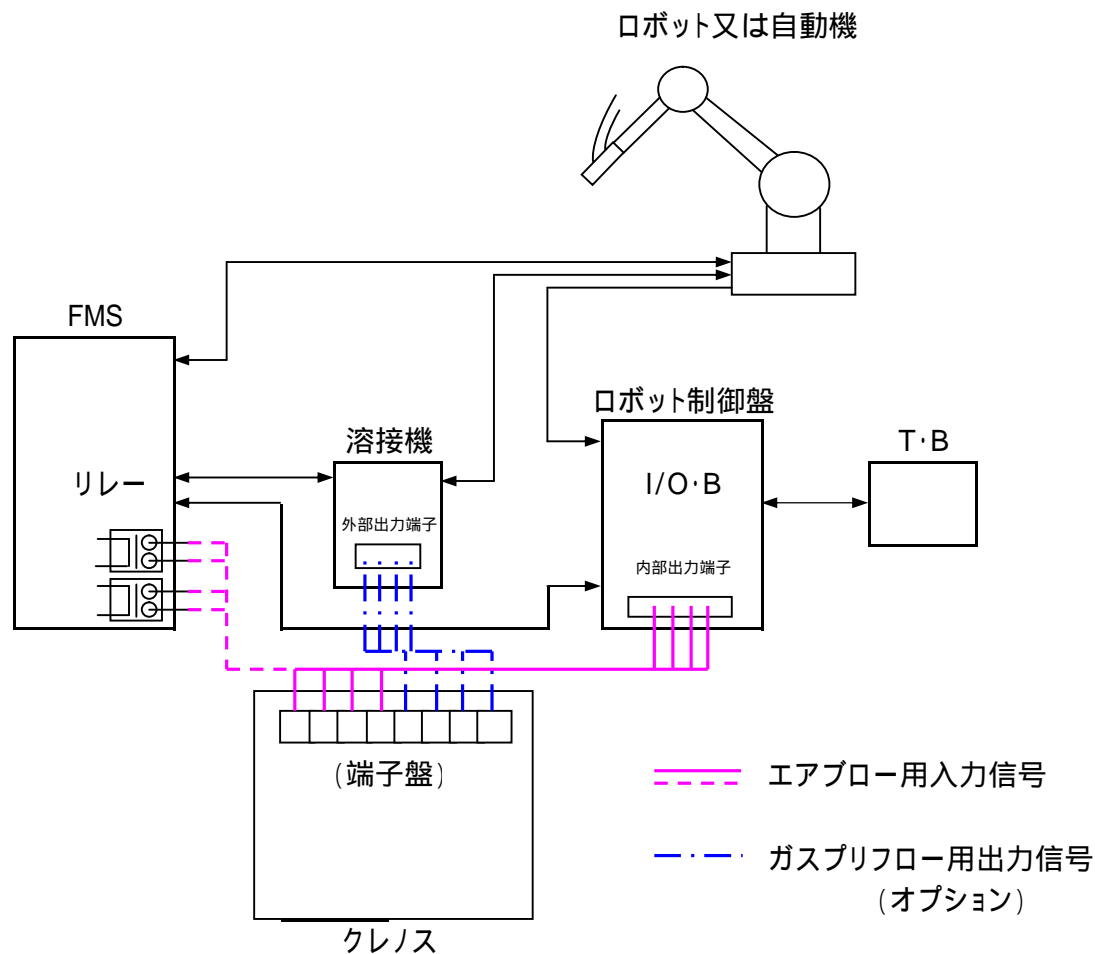 ロボット又は自動機
FMS
ロボット制御盤
溶接機
T・B
リレー
I/O・B
外部出力端子
内部出力端子
(端子盤)
エアブロー用入力信号
ガスプリフロー用出力信号
(オプション)
クレノス